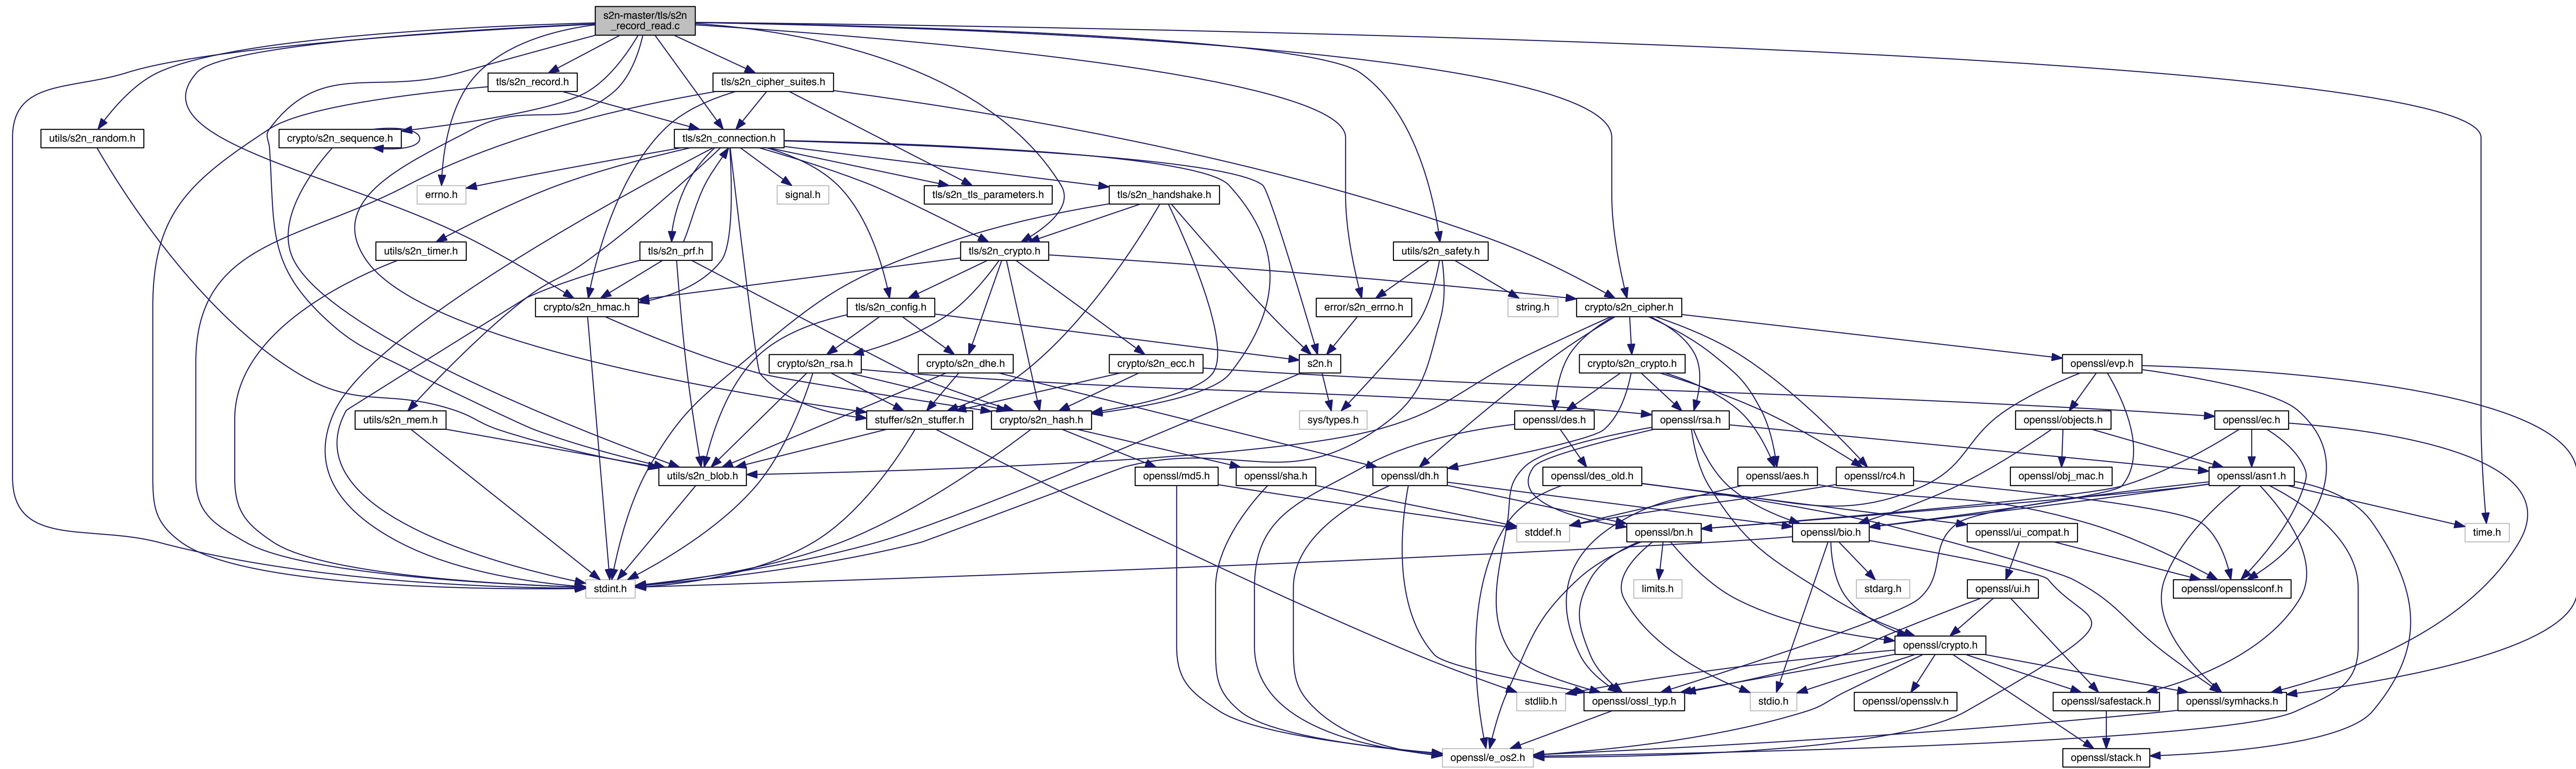 s2n-master/tls/s2n
_record_read.c
tls/s2n_record.h
tls/s2n_cipher_suites.h
utils/s2n_random.h
crypto/s2n_sequence.h
tls/s2n_connection.h
errno.h
signal.h
tls/s2n_tls_parameters.h
tls/s2n_handshake.h
utils/s2n_timer.h
tls/s2n_prf.h
tls/s2n_crypto.h
utils/s2n_safety.h
crypto/s2n_hmac.h
tls/s2n_config.h
error/s2n_errno.h
string.h
crypto/s2n_cipher.h
crypto/s2n_rsa.h
crypto/s2n_dhe.h
crypto/s2n_ecc.h
s2n.h
crypto/s2n_crypto.h
openssl/evp.h
utils/s2n_mem.h
stuffer/s2n_stuffer.h
crypto/s2n_hash.h
sys/types.h
openssl/des.h
openssl/rsa.h
openssl/objects.h
openssl/ec.h
utils/s2n_blob.h
openssl/md5.h
openssl/sha.h
openssl/dh.h
openssl/des_old.h
openssl/aes.h
openssl/rc4.h
openssl/obj_mac.h
openssl/asn1.h
stddef.h
openssl/bn.h
openssl/bio.h
openssl/ui_compat.h
time.h
stdint.h
limits.h
stdarg.h
openssl/ui.h
openssl/opensslconf.h
openssl/crypto.h
stdlib.h
openssl/ossl_typ.h
stdio.h
openssl/opensslv.h
openssl/safestack.h
openssl/symhacks.h
openssl/e_os2.h
openssl/stack.h